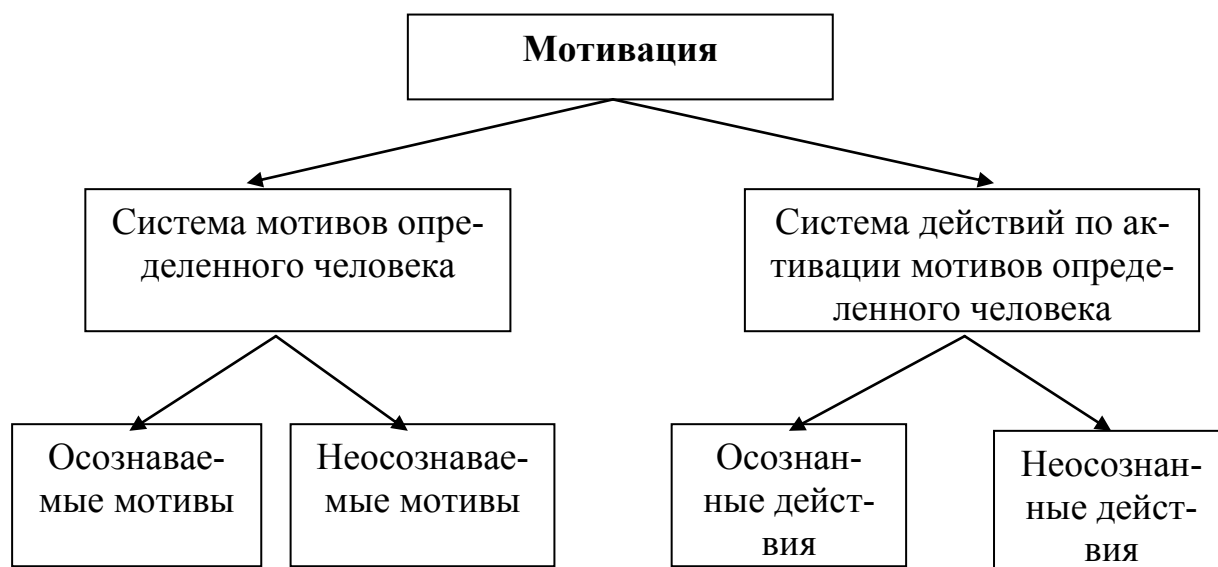 Мотивация
Система мотивов опре-
деленного человека
Система действий по ак-
тивации мотивов опреде-
ленного человека
Осознавае-
мые мотивы
Неосознавае-
мые мотивы
Осознан-
ные дейст-
вия
Неосознан-
ные дейст-
вия